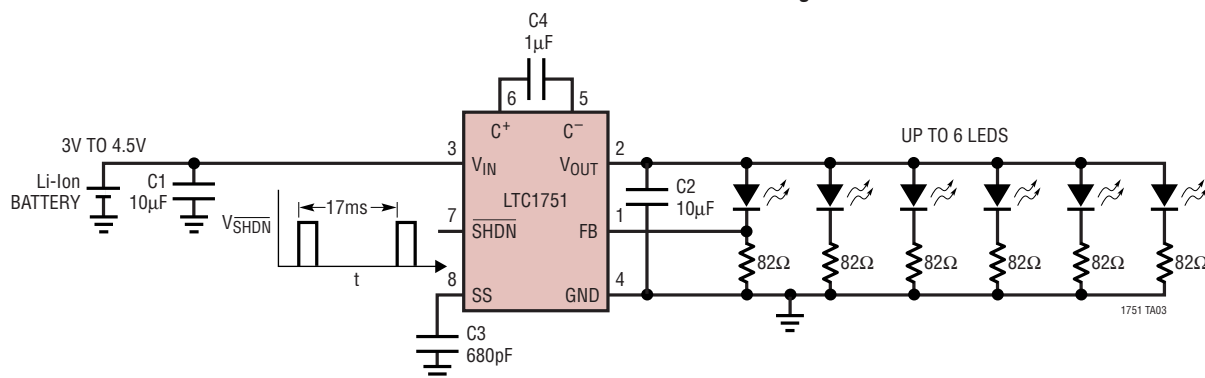 C4
1µF
6 5
C+ C−
3V TO 4.5V
3
VIN
VOUT
2
UP TO 6 LEDS
Li-Ion
BATTERY
C1
10µF
LTC1751
C2
10µF
VSHDN
17ms
t
7
SHDN
FB
1
82Ω 82Ω 82Ω 82Ω 82Ω 82Ω
8
SS
GND
4
1751 TA03
C3
680pF